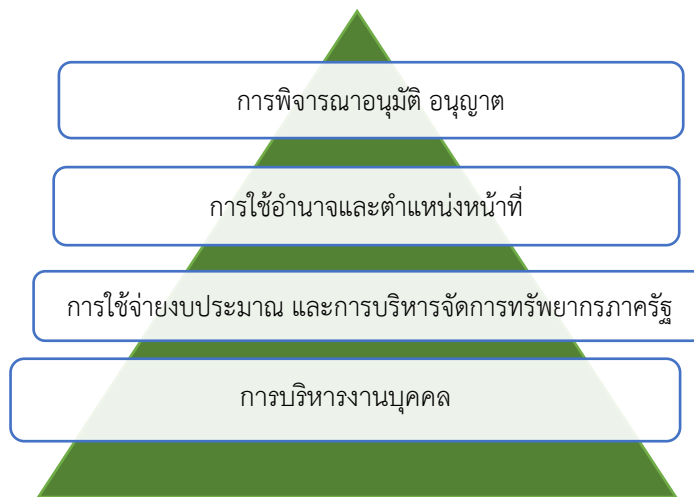 การพิจารณาอนุมัติ อนุญาต
การใช้อำนาจและตำแหน่งหน้าที่
การใช้จ่ายงบประมาณ และการบริหารจัดการทรัพยากรภาครัฐ
การบริหารงานบุคคล